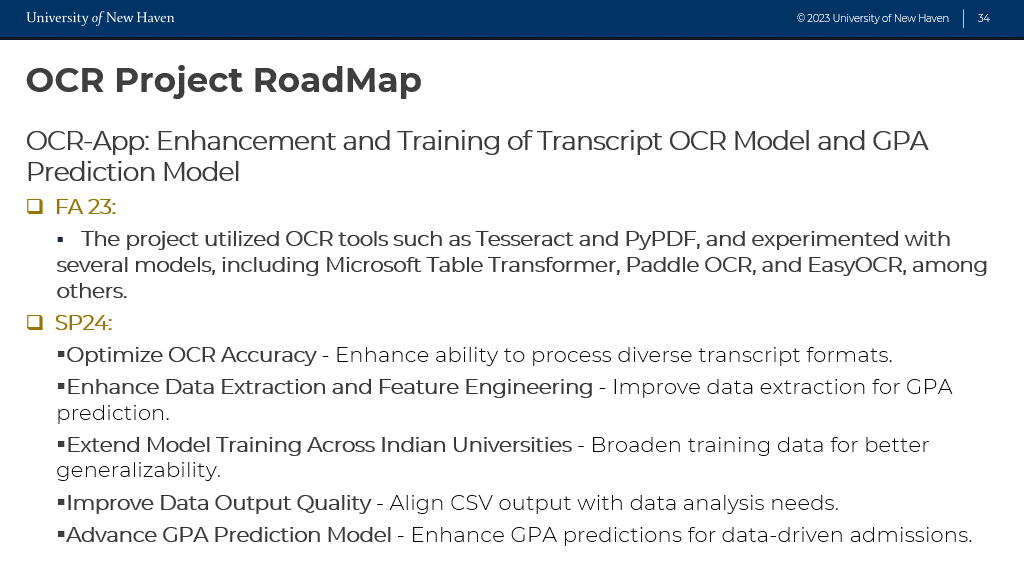 University of New Haven
© 2023 University of New Haven
34
OCR Project RoadMap
OCR-App: Enhancement and Training of Transcript OCR Model and GPA
Prediction Model
❑ FA 23:
▪ The project utilized OCR tools such as Tesseract and PyPDF, and experimented with
several models, including Microsoft Table Transformer, Paddle OCR, and EasyOCR, among
others.
❑ SP24:
▪Optimize OCR Accuracy - Enhance ability to process diverse transcript formats.
▪Enhance Data Extraction and Feature Engineering - Improve data extraction for GPA
prediction.
▪Extend Model Training Across Indian Universities - Broaden training data for better
generalizability.
▪Improve Data Output Quality - Align CSV output with data analysis needs.
▪Advance GPA Prediction Model - Enhance GPA predictions for data-driven admissions.